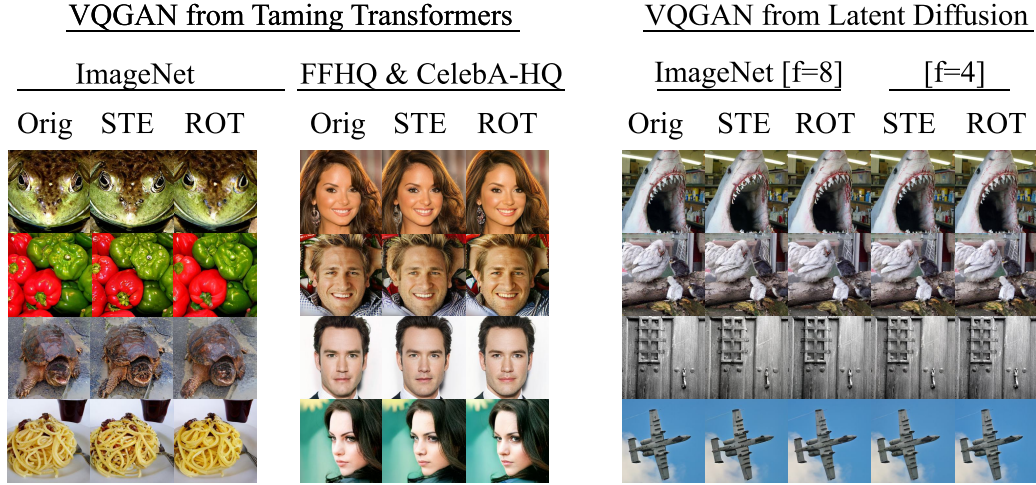 VQGAN from Taming Transformers
VQGAN from Latent Diffusion
ImageNet
FFHQ & CelebA-HQ
ImageNet [f=8]
[f=4]
Orig STE ROT
Orig STE ROT
Orig STE ROT STE ROT